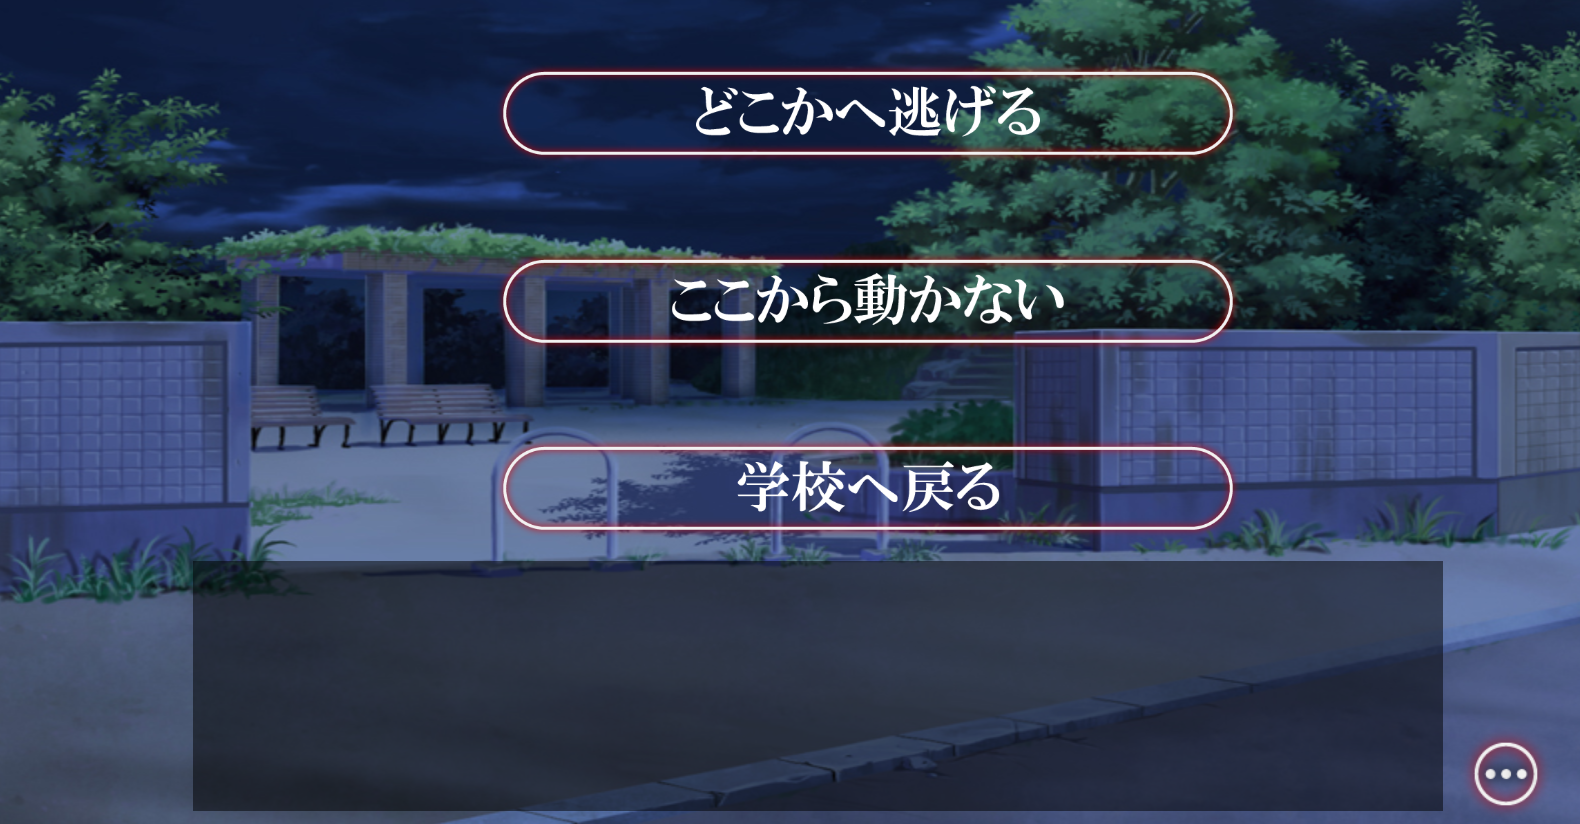 どこかへ逃げる
ここから動かない
学校へ戻る